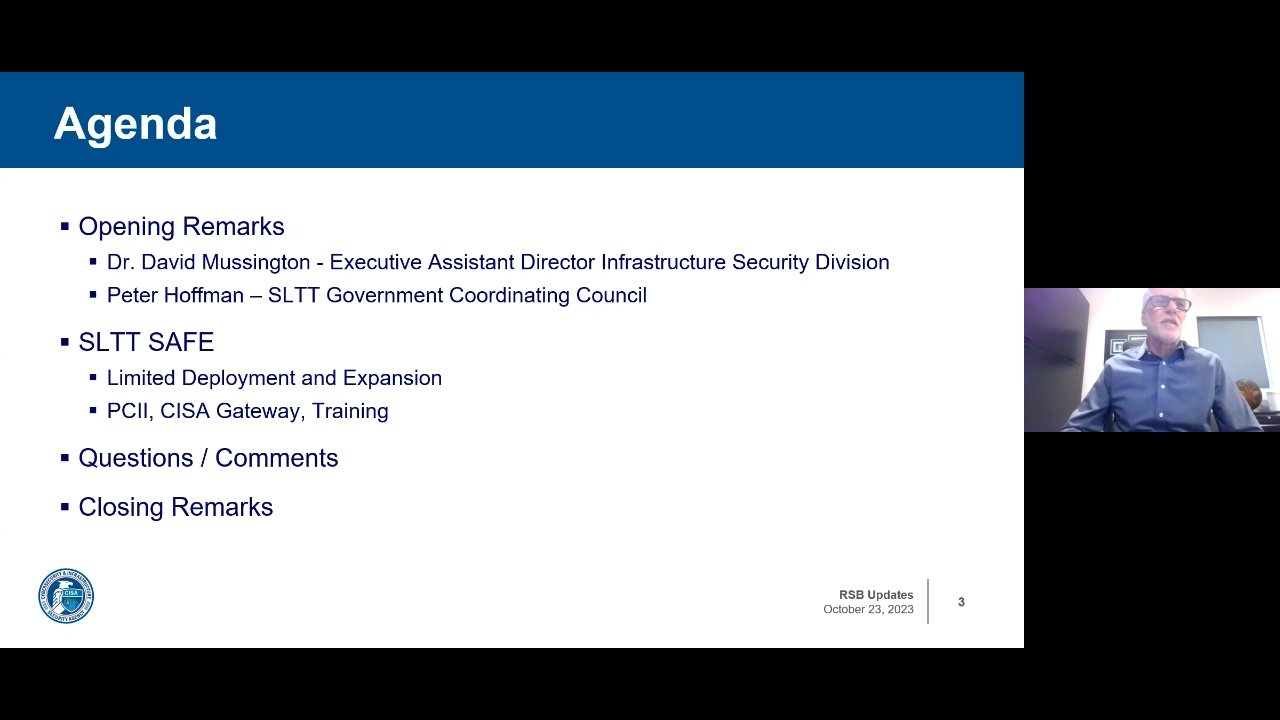 Agenda
▪ Opening Remarks
▪ Dr. David Mussington - Executive Assistant Director Infrastructure Security Division
▪ Peter Hoffman – SLTT Government Coordinating Council
▪ SLTT SAFE
▪ Limited Deployment and Expansion
▪ PCII, CISA Gateway, Training
▪ Questions / Comments
▪ Closing Remarks
CISA
RSB Updates
October 23, 2023
3